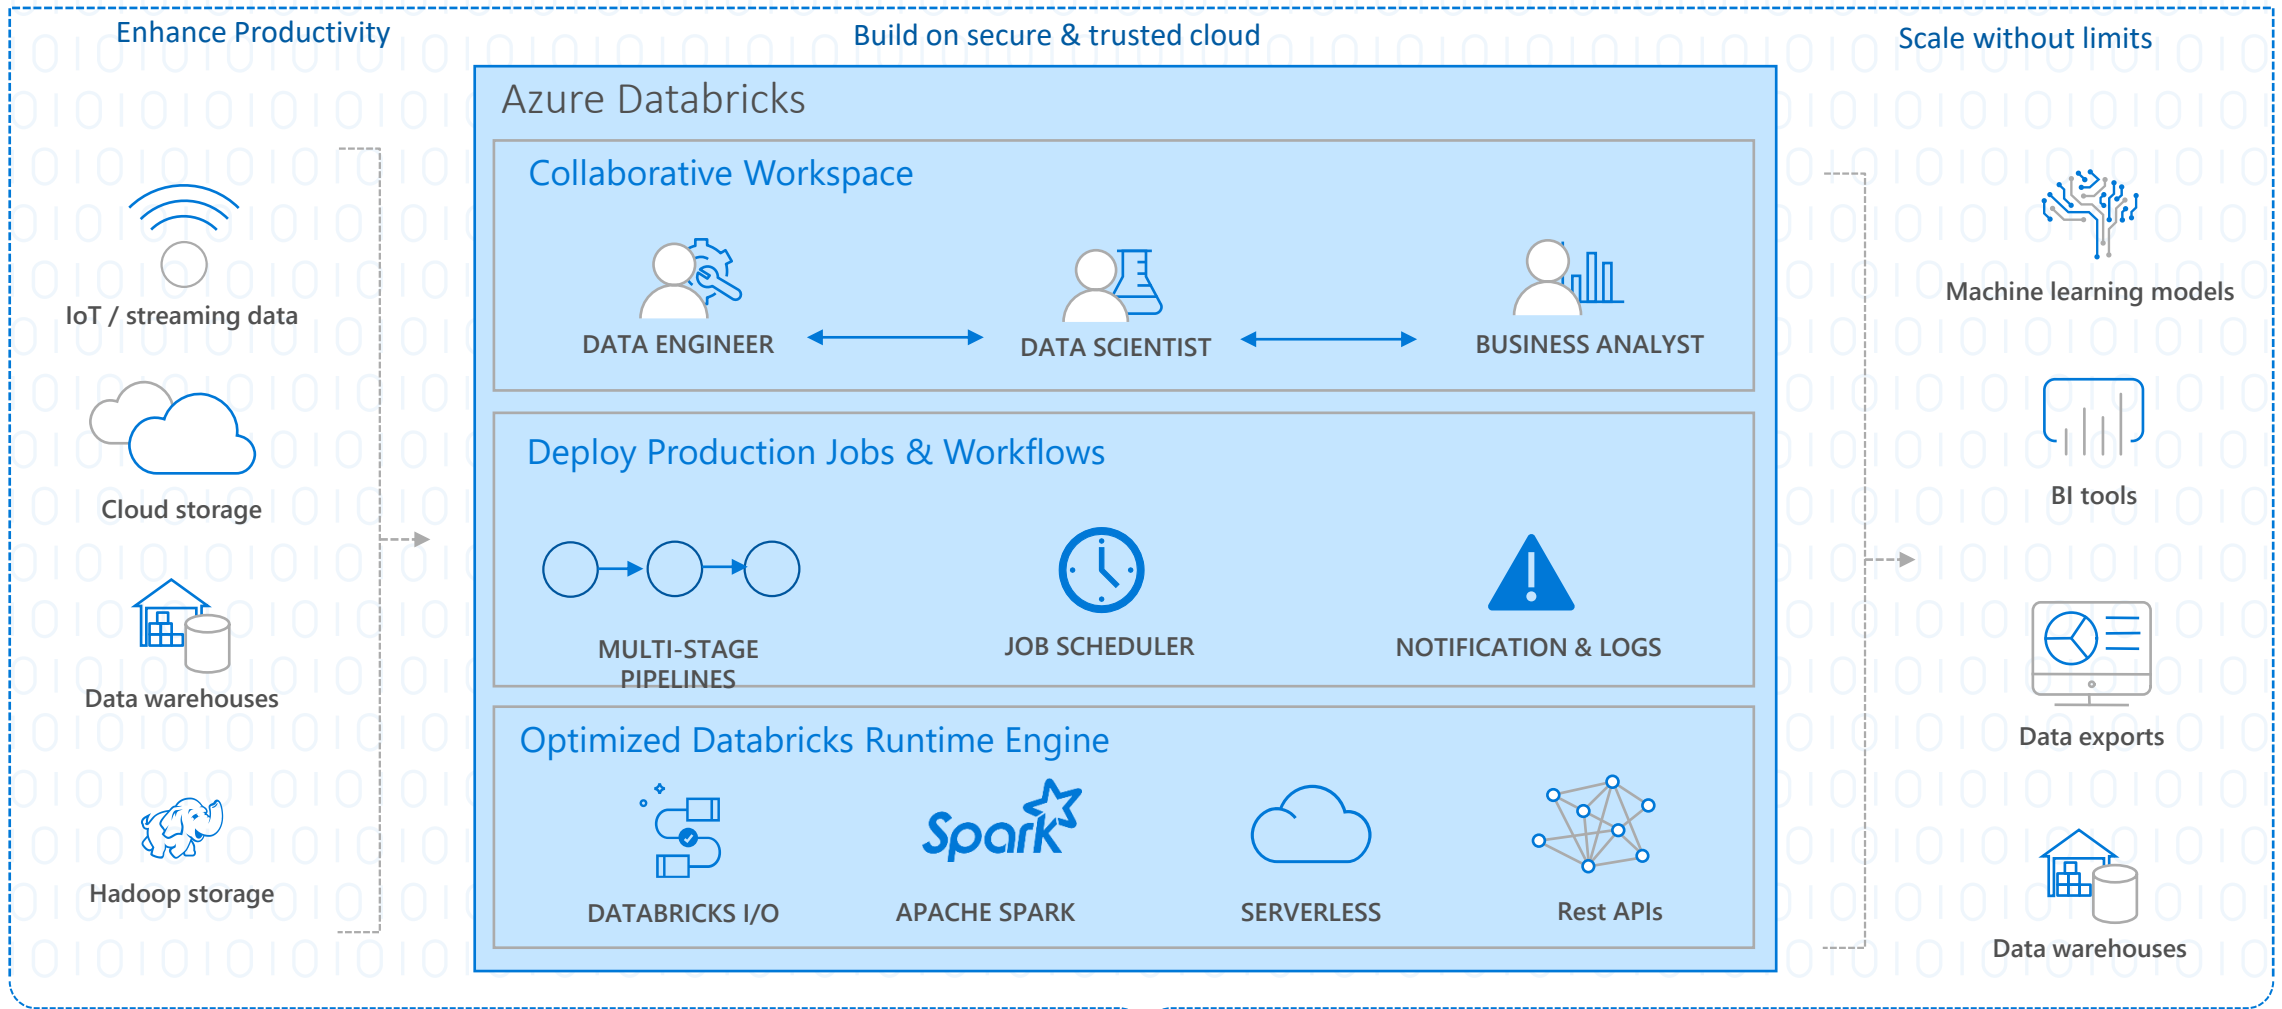 Enhance Productivity
Build on secure & trusted cloud
Scale without limits
IoT / streaming data
Cloud storage
Data warehouses
Hadoop storage
Azure Databricks
Collaborative Workspace
DATA ENGINEER
DATA SCIENTIST
BUSINESS ANALYST
Deploy Production Jobs & Workflows
MULTI-STAGE
PIPELINES
JOB SCHEDULER
NOTIFICATION & LOGS
Optimized Databricks Runtime Engine
Spark
DATABRICKS I/O
APACHE SPARK
SERVERLESS
Rest APIs
Machine learning models
BI tools
Data exports
Data warehouses